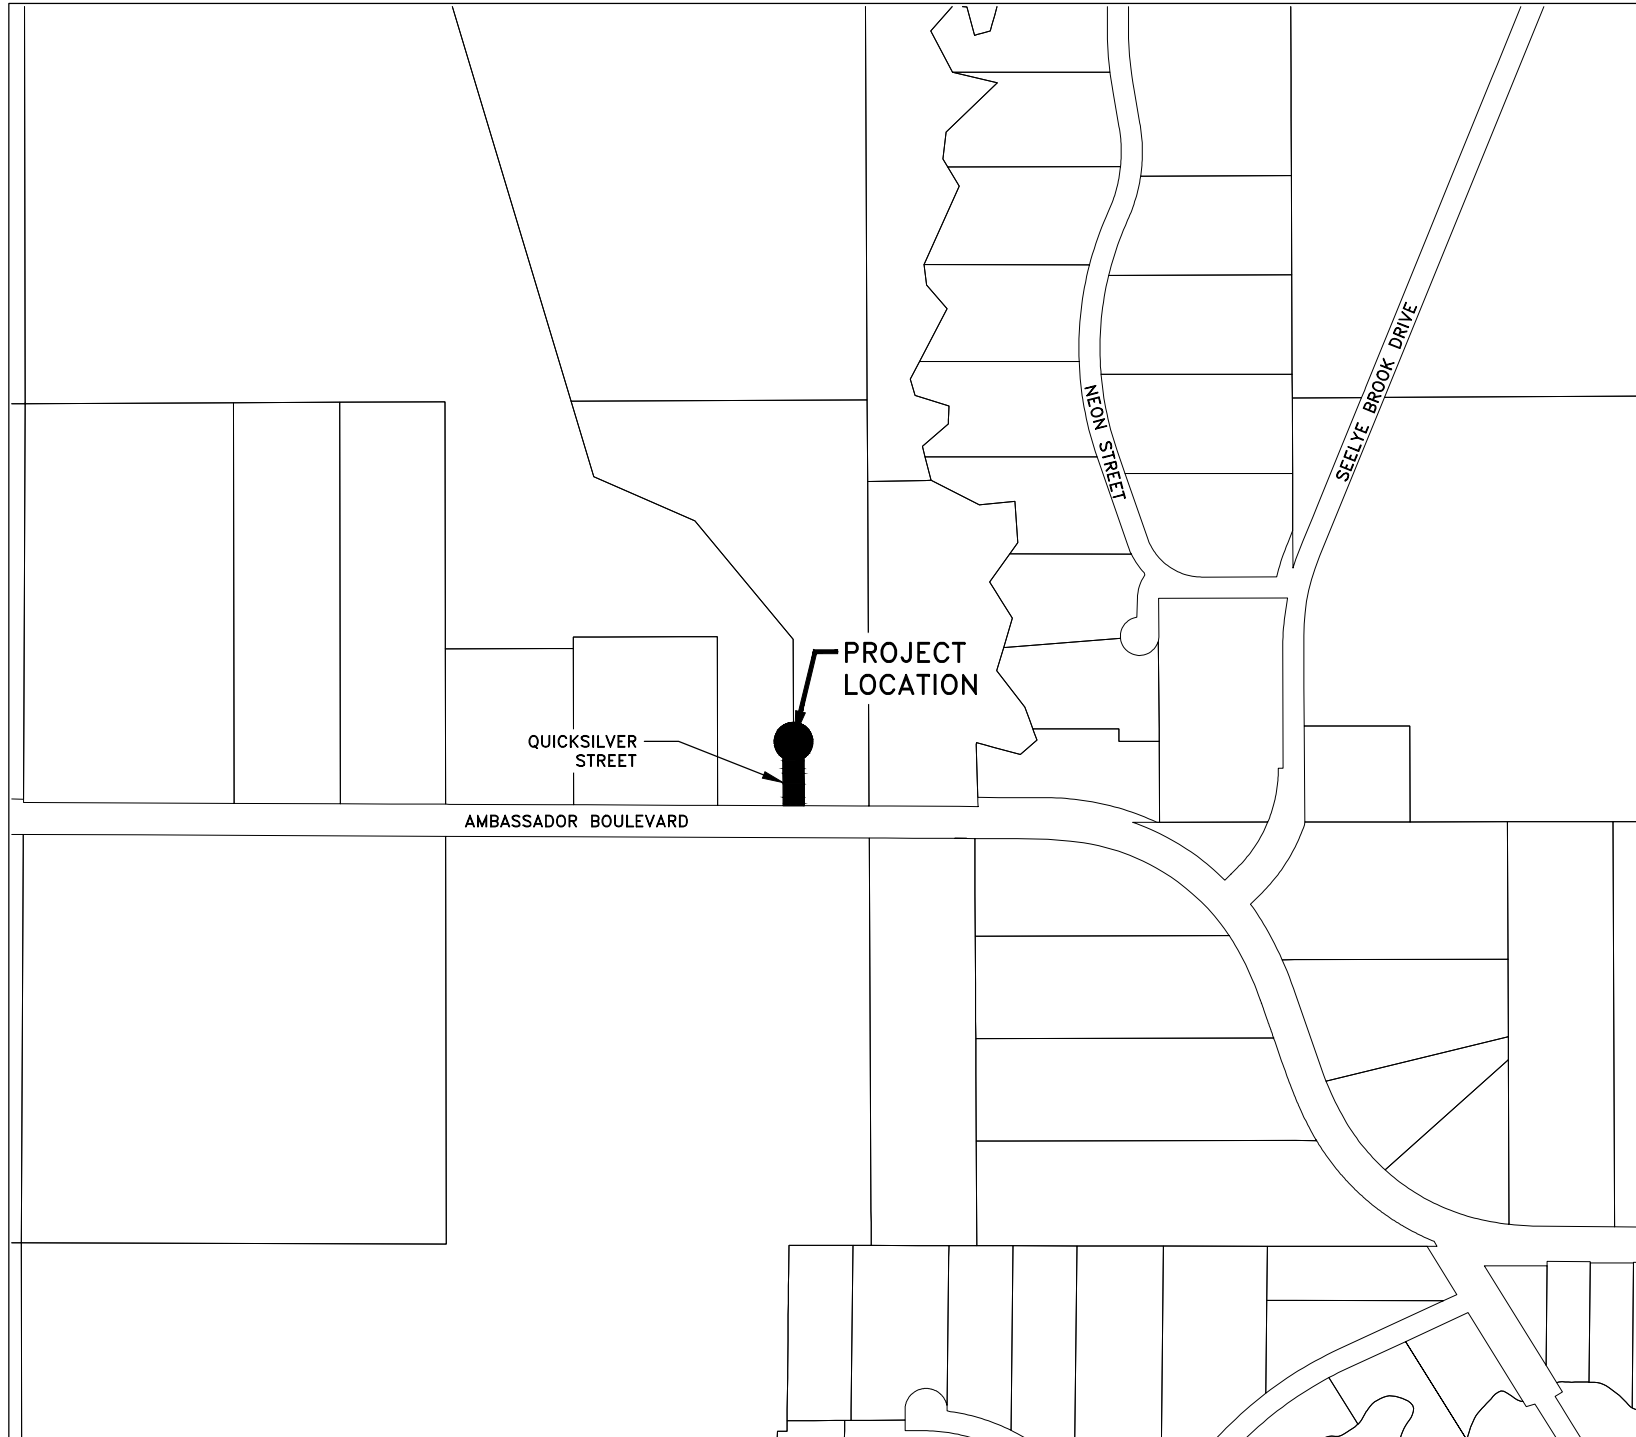 SEELYE BROOK DRIVE
NEON STREET
PROJECT
LOCATION
QUICKSILVER
STREET
AMBASSADOR BOULEVARD